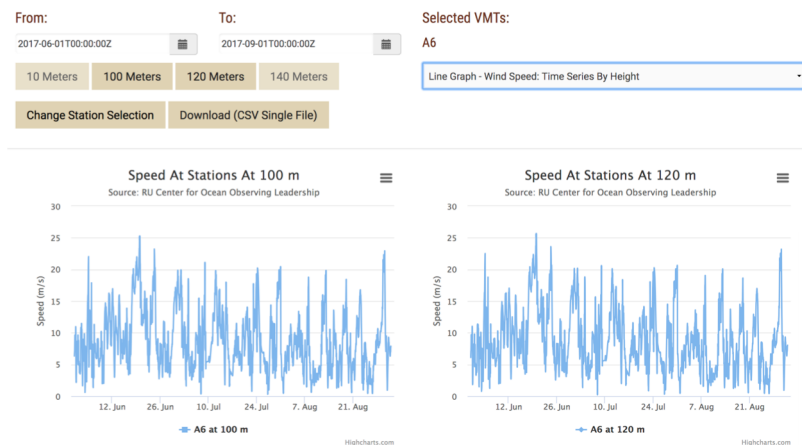 From:
To:
Selected VMTs:
2017-06-01T00:00:00Z
2017-09-01T00:00:00Z
A6
10 Meters
100 Meters
120 Meters
140 Meters
Line Graph - Wind Speed: Time Series By Height
Change Station Selection
Download (CSV Single File)
Speed At Stations At 100 m
Source: RU Center for Ocean Observing Leadership
Speed (m/s)
30
25
20
15
10
5
0
12. Jun
26. Jun
10. Jul
24. Jul
7. Aug
21. Aug
A6 at 100 m
Highcharts.com
Speed At Stations At 120 m
Source: RU Center for Ocean Observing Leadership
Speed (m/s)
30
25
20
15
10
5
0
12. Jun
26. Jun
10. Jul
24. Jul
7. Aug
21. Aug
A6 at 120 m
Highcharts.com